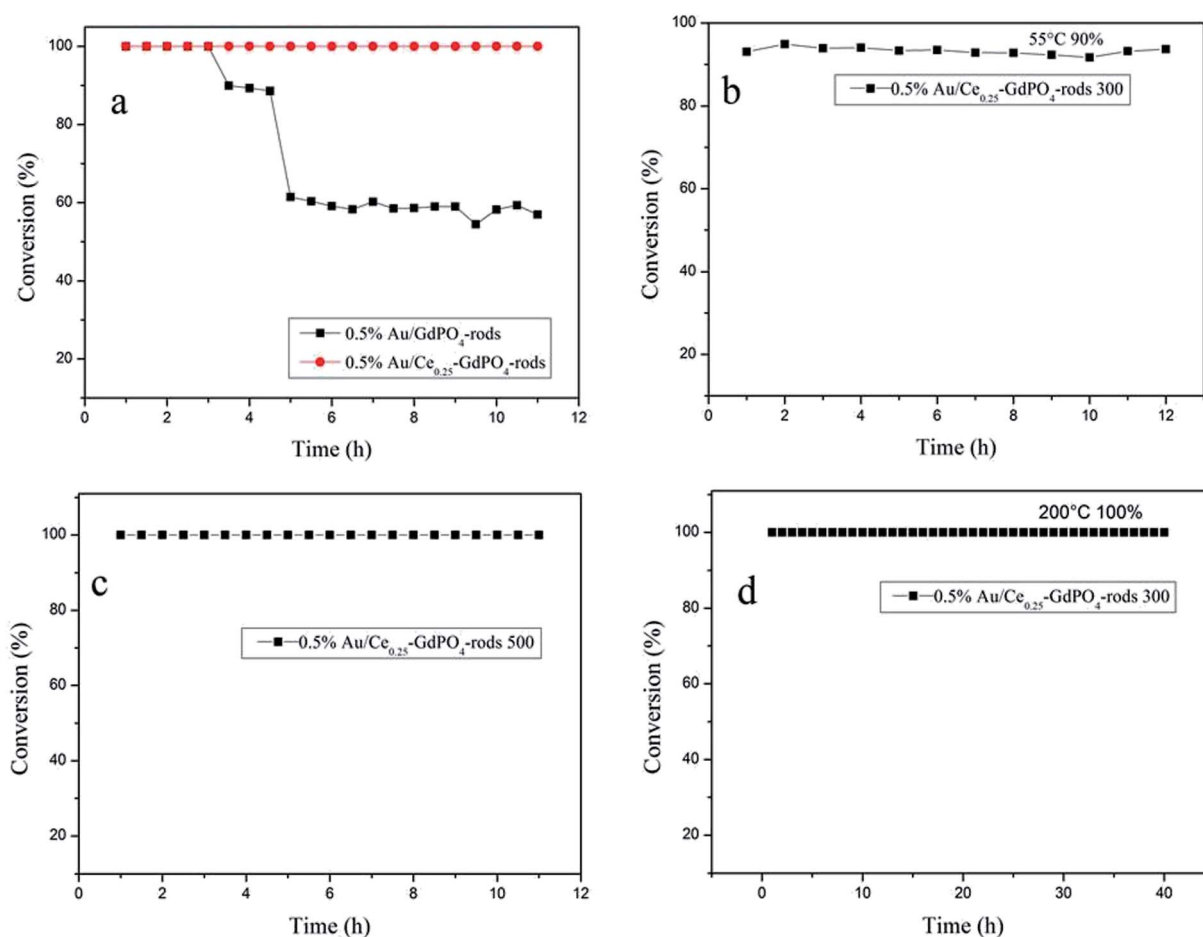 100
80
60
40
20
Conversion (%)
a
0.5% Au/GdPO₄-rods
0.5% Au/Ce₀.₂₅-GdPO₄-rods
0 2 4 6 8 10 12
Time (h)
100
80
60
40
20
Conversion (%)
b
55°C 90%
0.5% Au/Ce₀.₂₅-GdPO₄-rods 300
0 2 4 6 8 10 12
Time (h)
100
80
60
40
20
Conversion (%)
c
0.5% Au/Ce₀.₂₅-GdPO₄-rods 500
0 2 4 6 8 10 12
Time (h)
100
80
60
40
20
Conversion (%)
200°C 100%
d
0.5% Au/Ce₀.₂₅-GdPO₄-rods 300
0 10 20 30 40
Time (h)